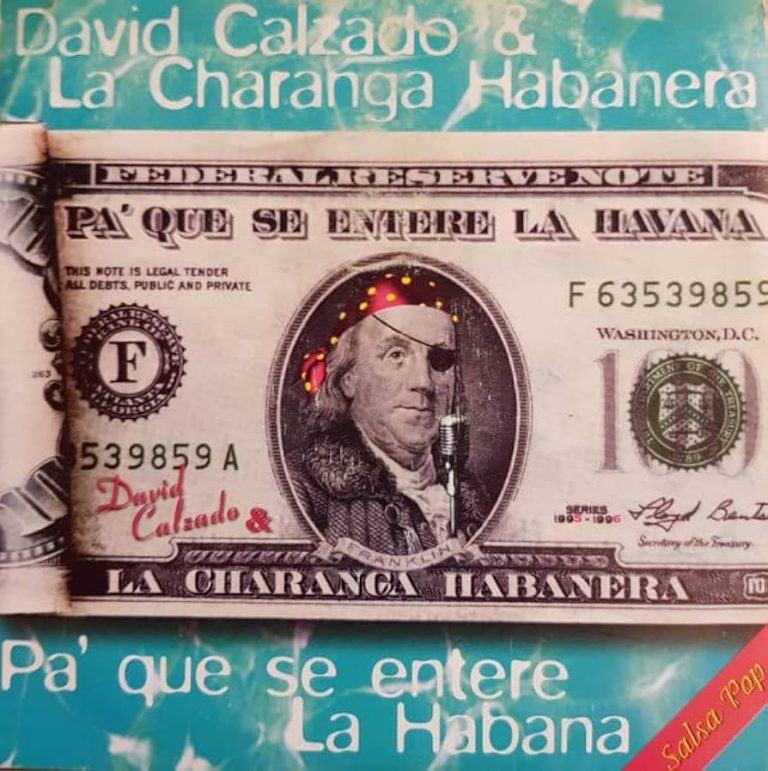 David Calzado &
La Charanga Habanera
FEDERAL RESERVE NOTE
PA' QUE SE ENTERE LA HAVANA
THIS NOTE IS LEGAL TENDER
ALL DEBTS, PUBLIC AND PRIVATE
F 63539859
WASHINGTON, D.C.
F
100
263
539859 A
David
Calzado &
SERIES
1995-1996
Secretary of the Treasury.
FRANKLIN
LA CHARANGA HABANERA
Pa' que se entere
La Habana
Salsa Pop